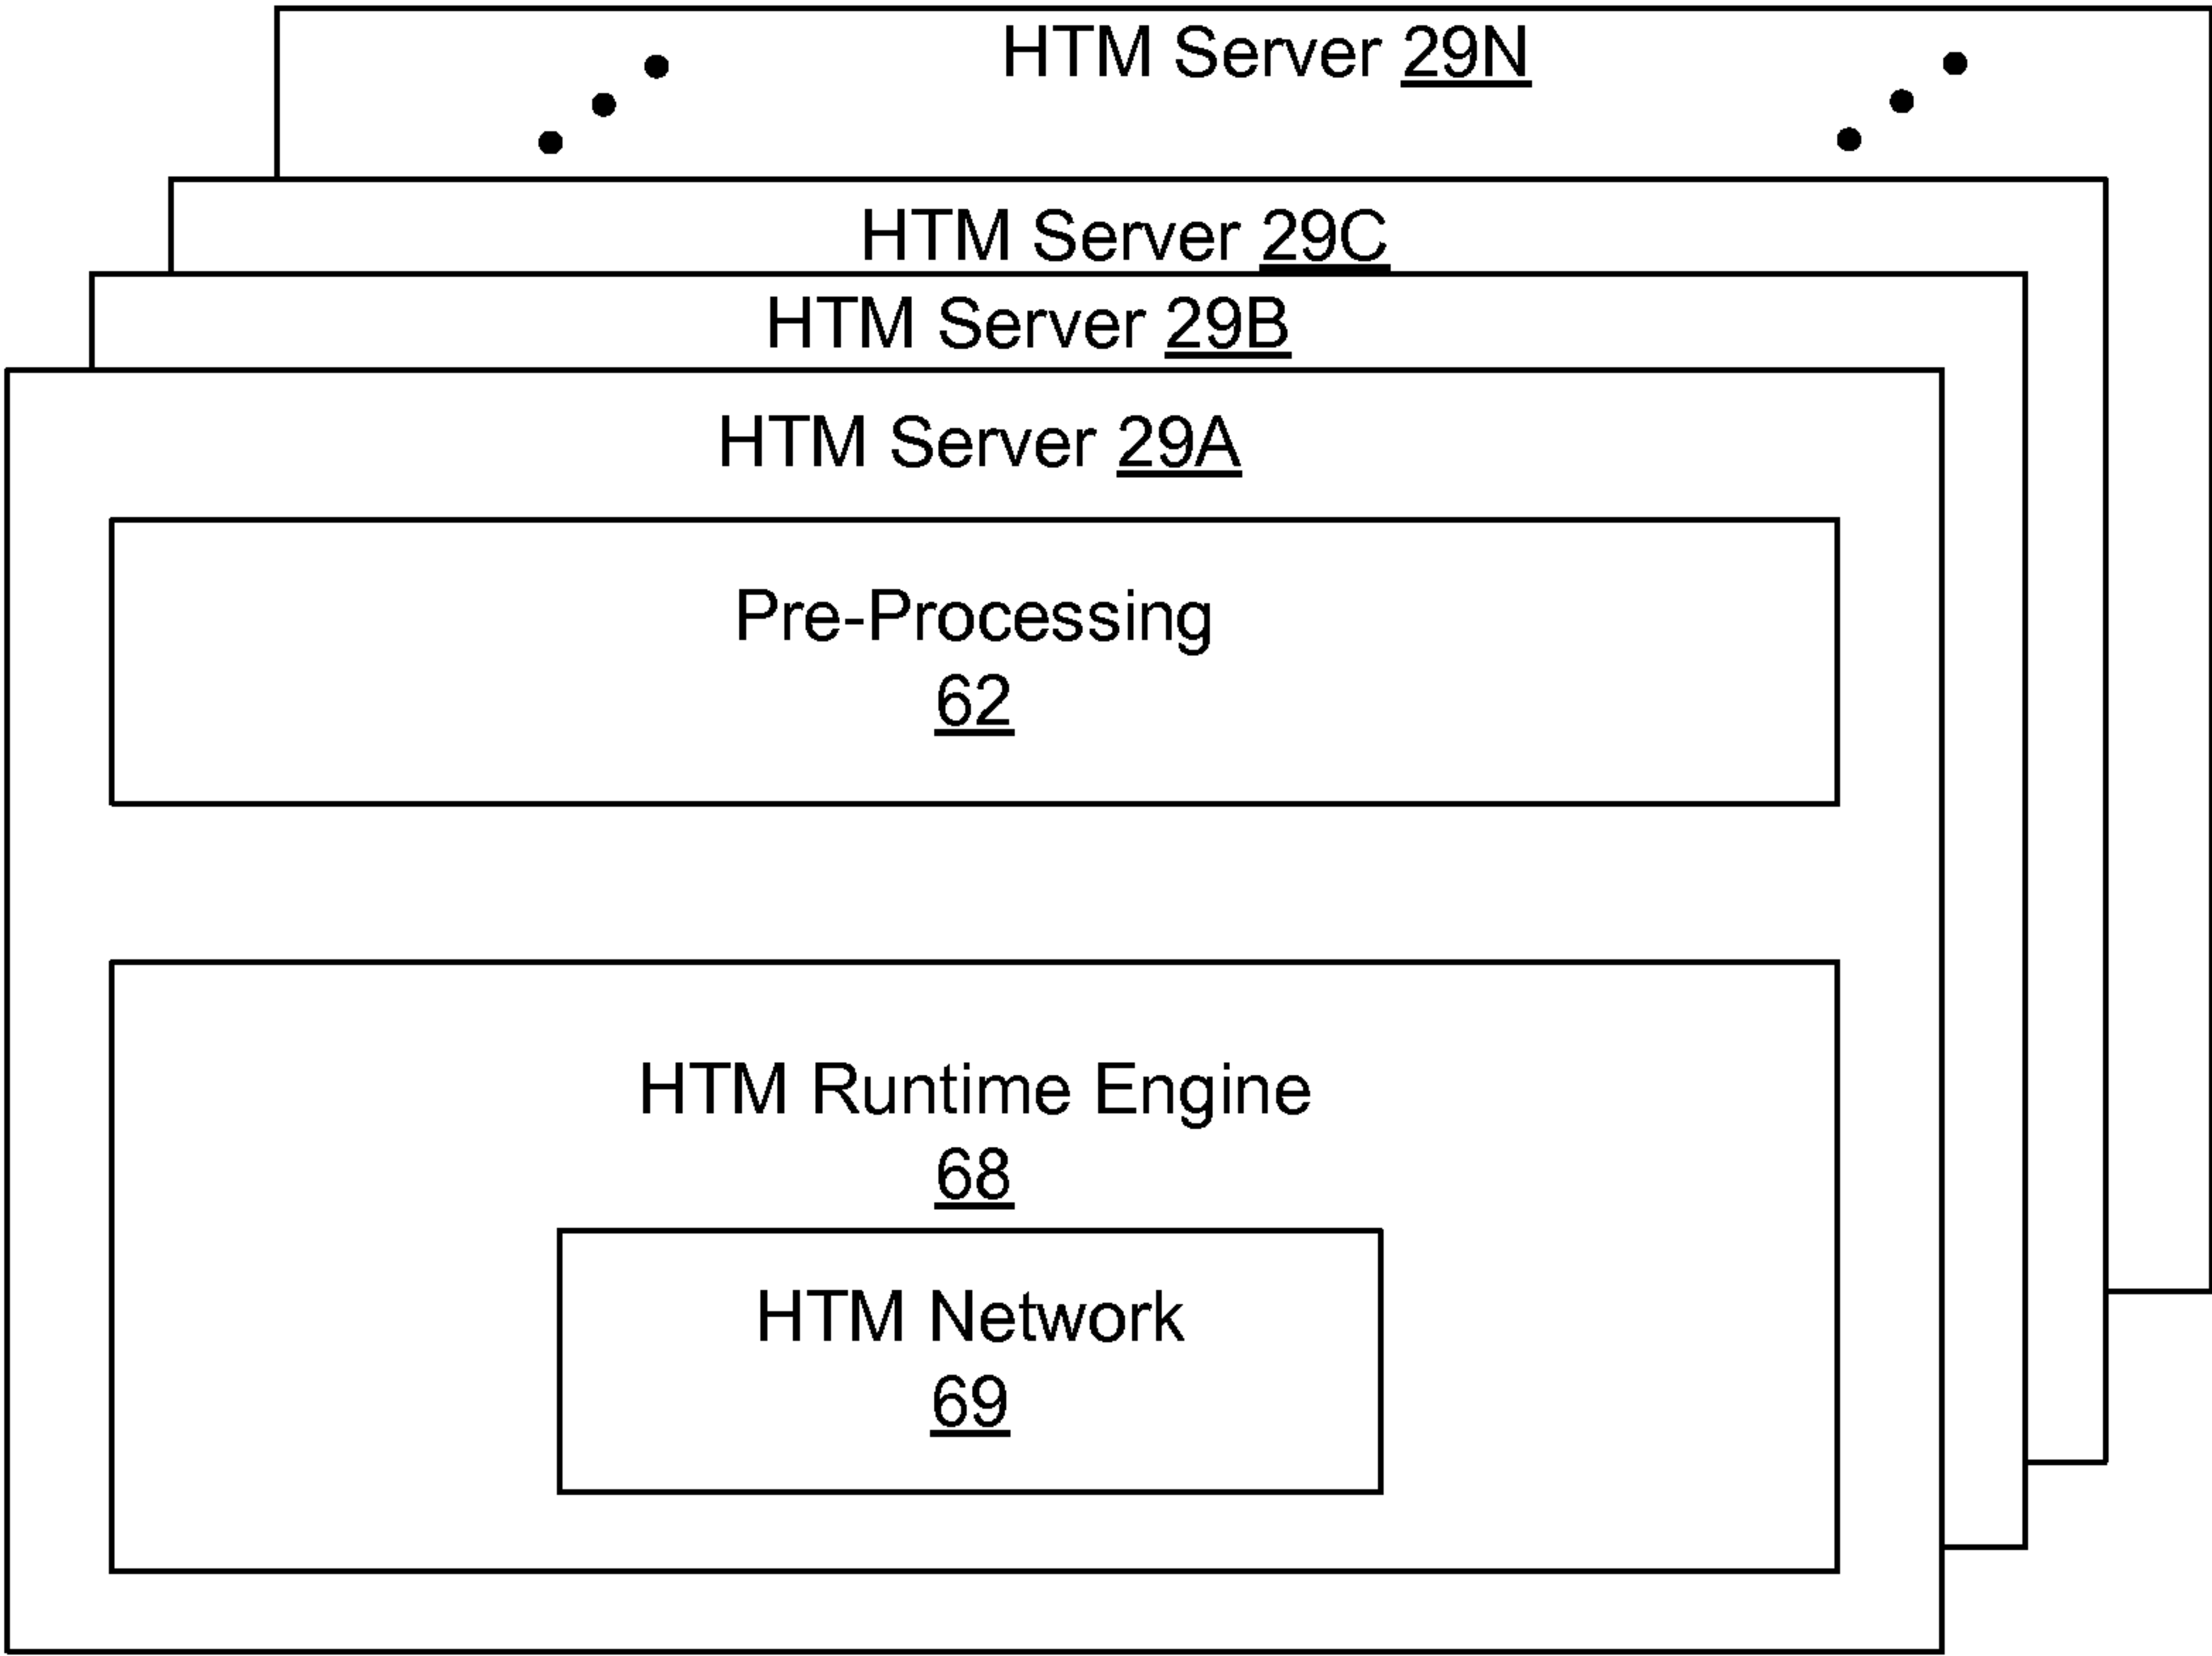 HTM Server 29N
HTM Server 29C
HTM Server 29B
HTM Server 29A
Pre-Processing
62
HTM Runtime Engine
68
HTM Network
69